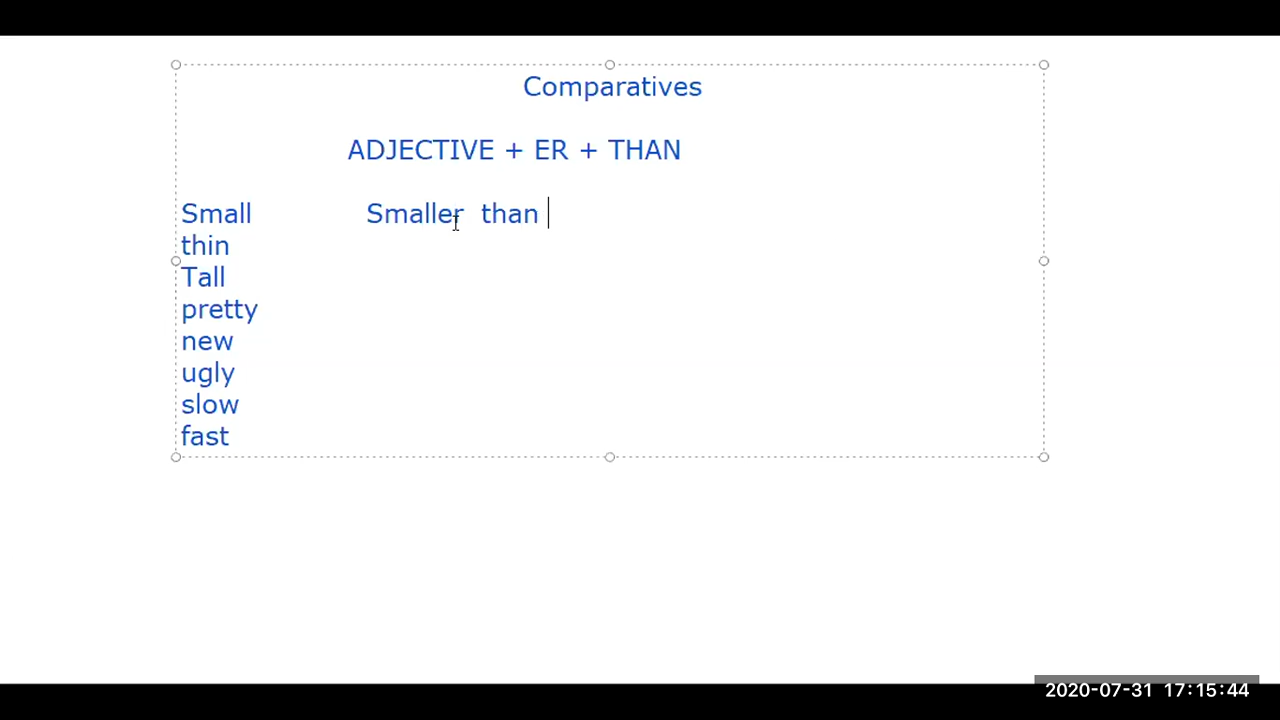 Comparatives
ADJECTIVE + ER + THAN
Small Smaller than
thin
Tall
pretty
new
ugly
slow
fast
2020-07-31 17:15:44